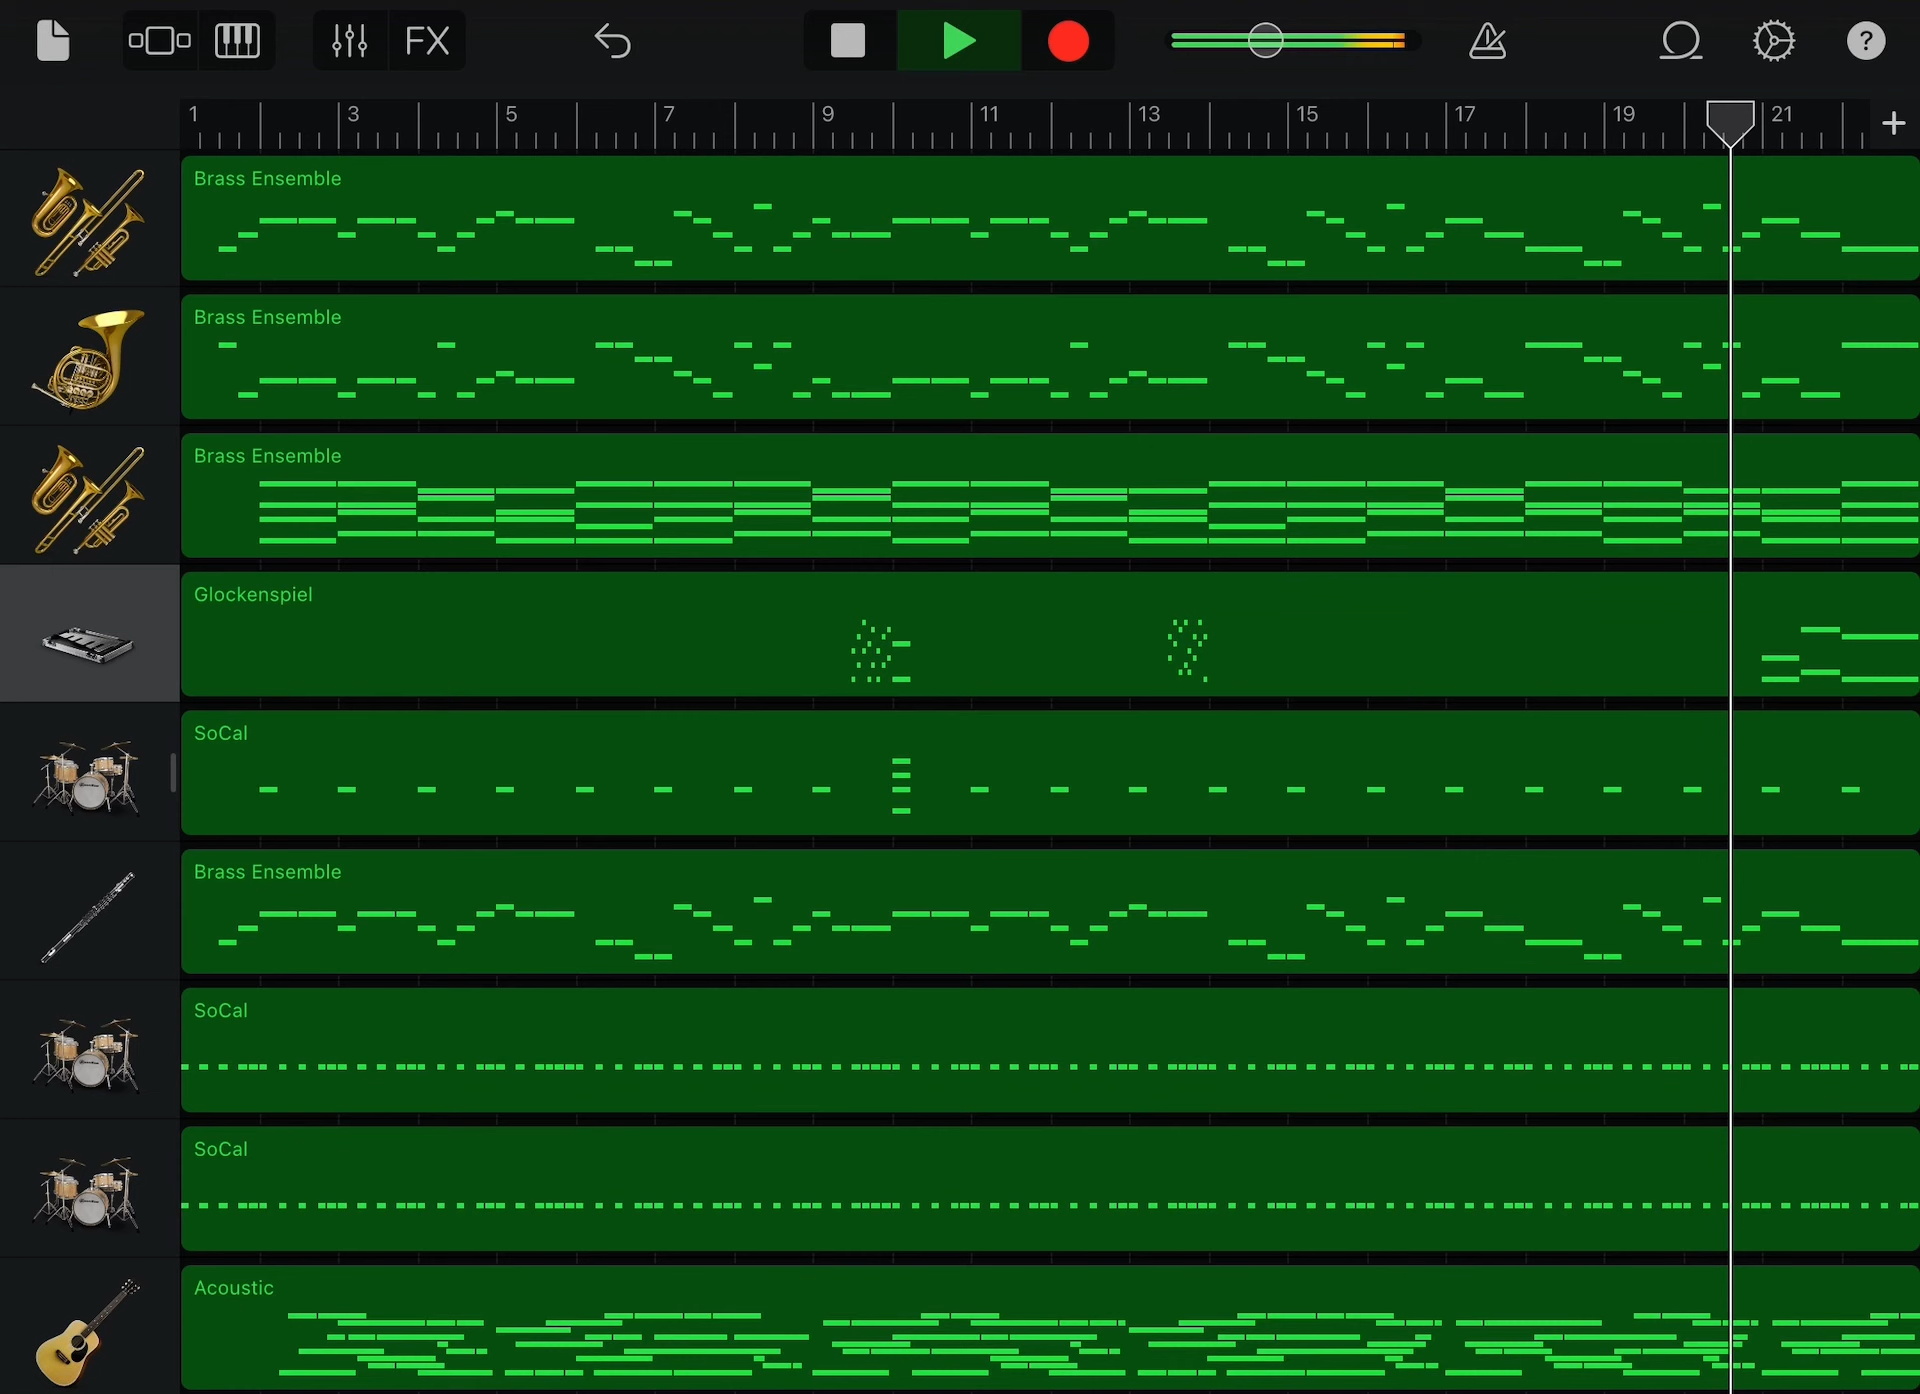 FX
?
1 3 5 7 9 11 13 15 17 19 21 +
Brass Ensemble
Brass Ensemble
Brass Ensemble
Glockenspiel
SoCal
Brass Ensemble
SoCal
SoCal
Acoustic